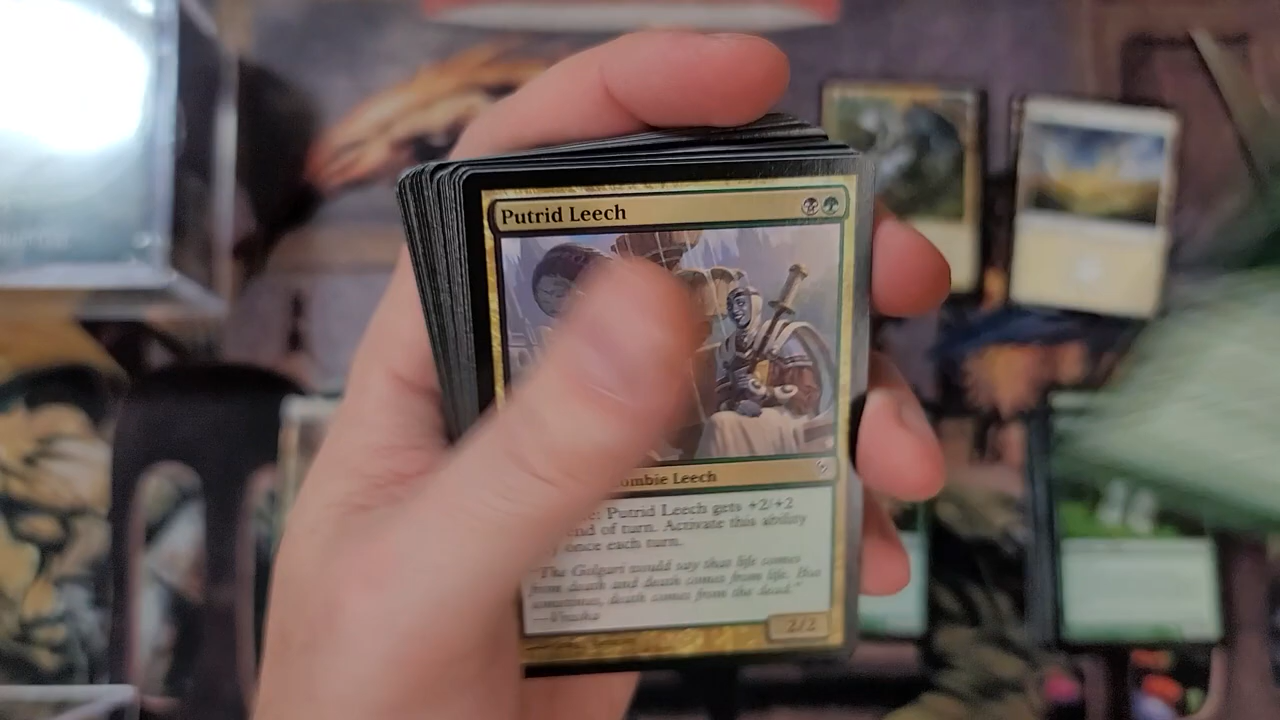 Putrid Leech
ombie Leech
e: Putrid Leech gets +2/+2
end of turn. Activate this ability
y once each turn.
"The Golgari would say that life comes
from death and death comes from life. But
sometimes, death comes from the dead."
—Vraska
2/2